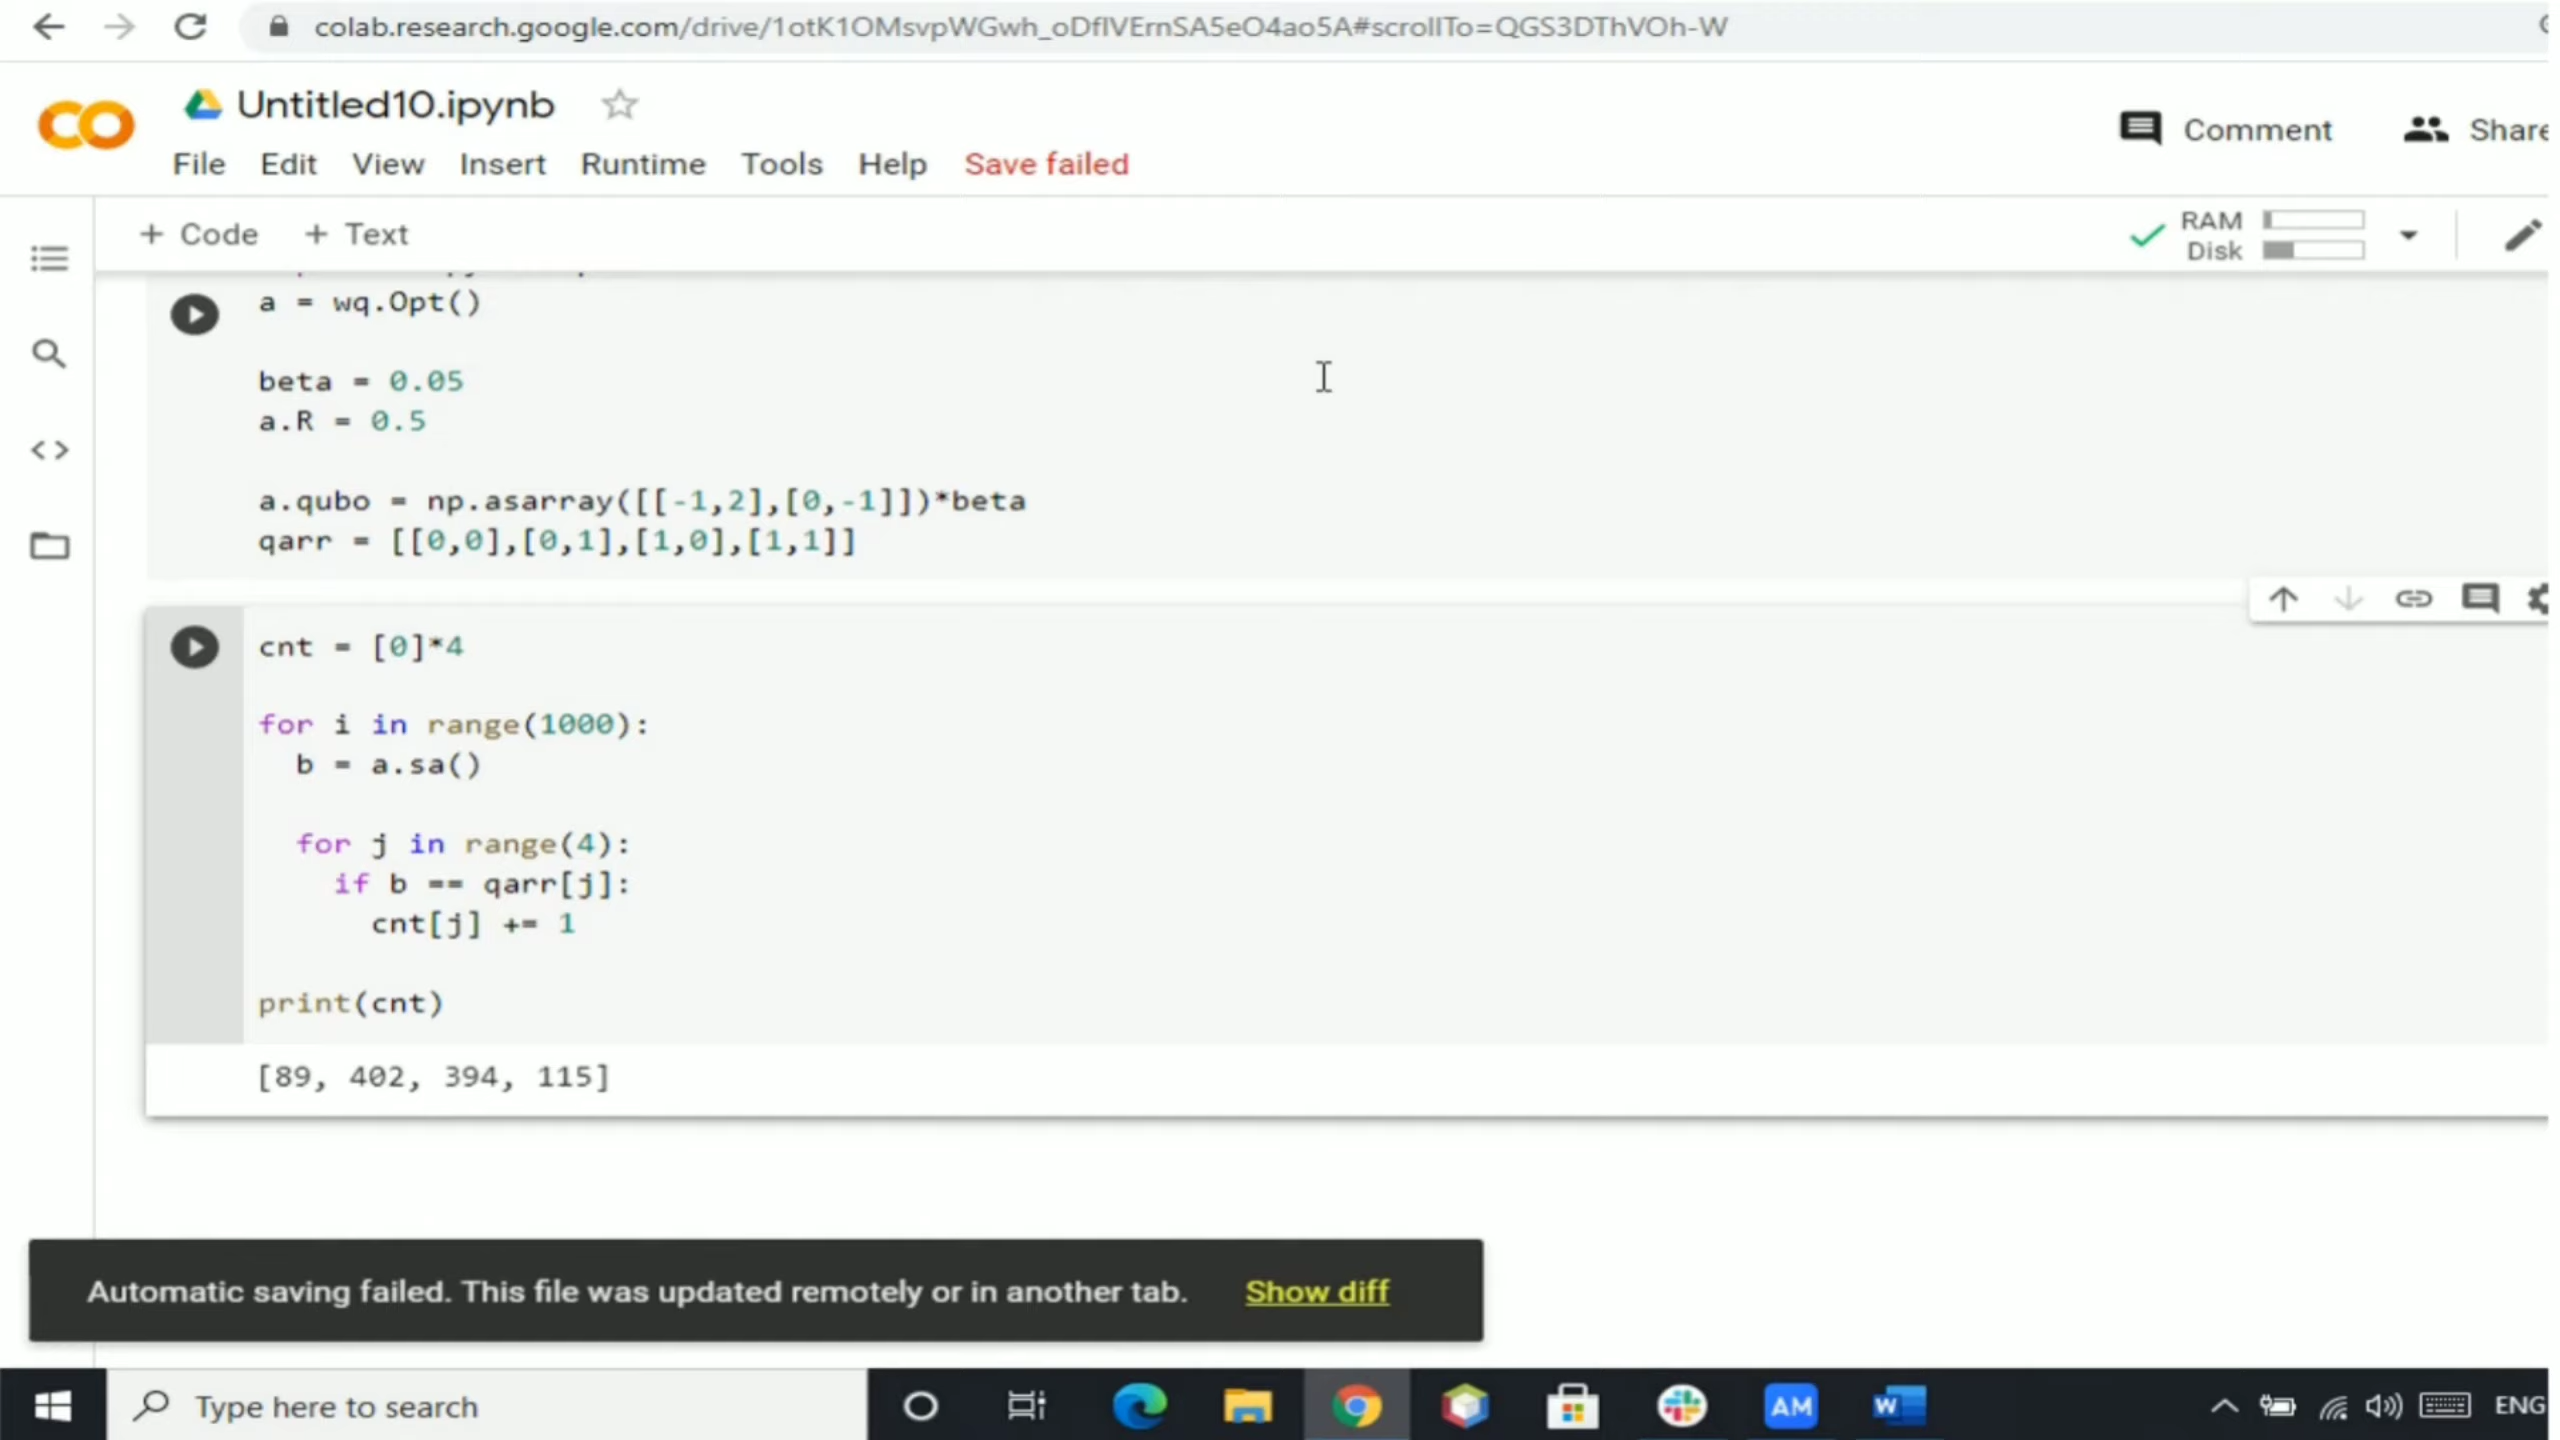 colab.research.google.com/drive/1otK1OMsvpWGwh_oDflVErnSA5eO4ao5A#scrollTo=QGS3DThVOh-W
Untitled10.ipynb
Comment
Share
File Edit View Insert Runtime Tools Help Save failed
+ Code + Text
RAM
Disk
a = wq.Opt()
beta = 0.05
a.R = 0.5
a.qubo = np.asarray([[-1,2],[0,-1]])*beta
qarr = [[0,0],[0,1],[1,0],[1,1]]
cnt = [0]*4
for i in range(1000):
b = a.sa()
for j in range(4):
if b == qarr[j]:
cnt[j] += 1
print(cnt)
[89, 402, 394, 115]
Automatic saving failed. This file was updated remotely or in another tab. Show diff
Type here to search
AM
W
ENG